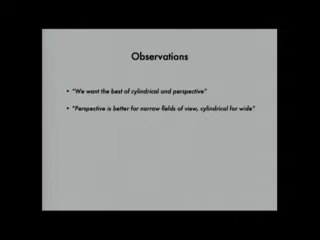 Observations
• "We want the best of cylindrical and perspective"
• "Perspective is better for narrow fields of view, cylindrical for wide"